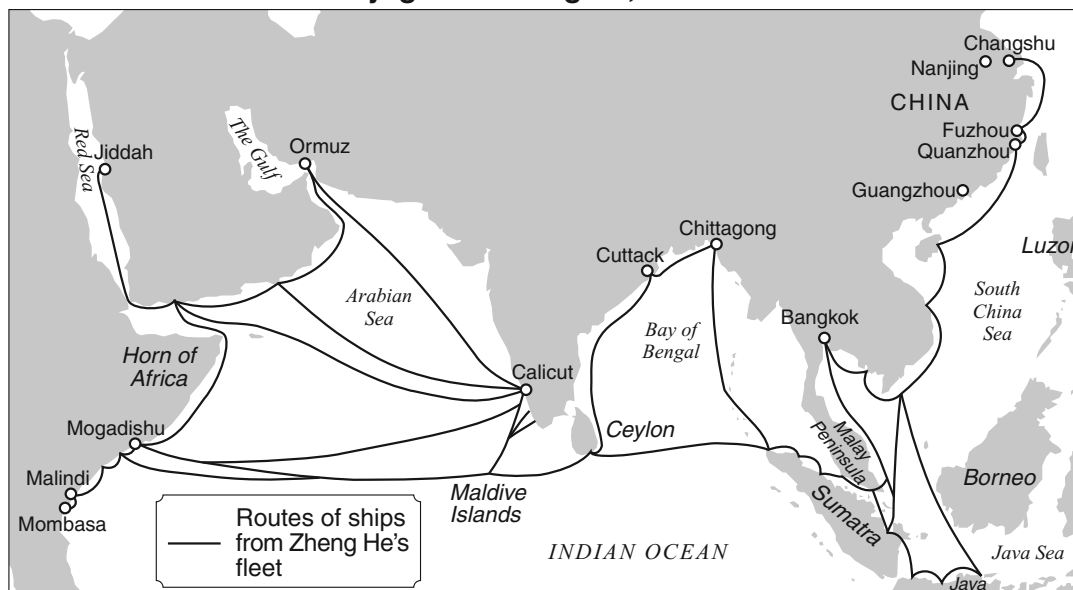 Changshu
Nanjing
CHINA
Fuzhou
Quanzhou
Guangzhou
Red Sea
Jiddah
The Gulf
Ormuz
Chittagong
Cuttack
Luzon
Arabian
Sea
Bay of
Bengal
South
China
Sea
Bangkok
Horn of
Africa
Calicut
Mogadishu
Ceylon
Malay
Peninsula
Malindi
Mombasa
Maldive
Islands
Sumatra
Borneo
Routes of ships
from Zheng He's
fleet
INDIAN OCEAN
Java Sea
Java